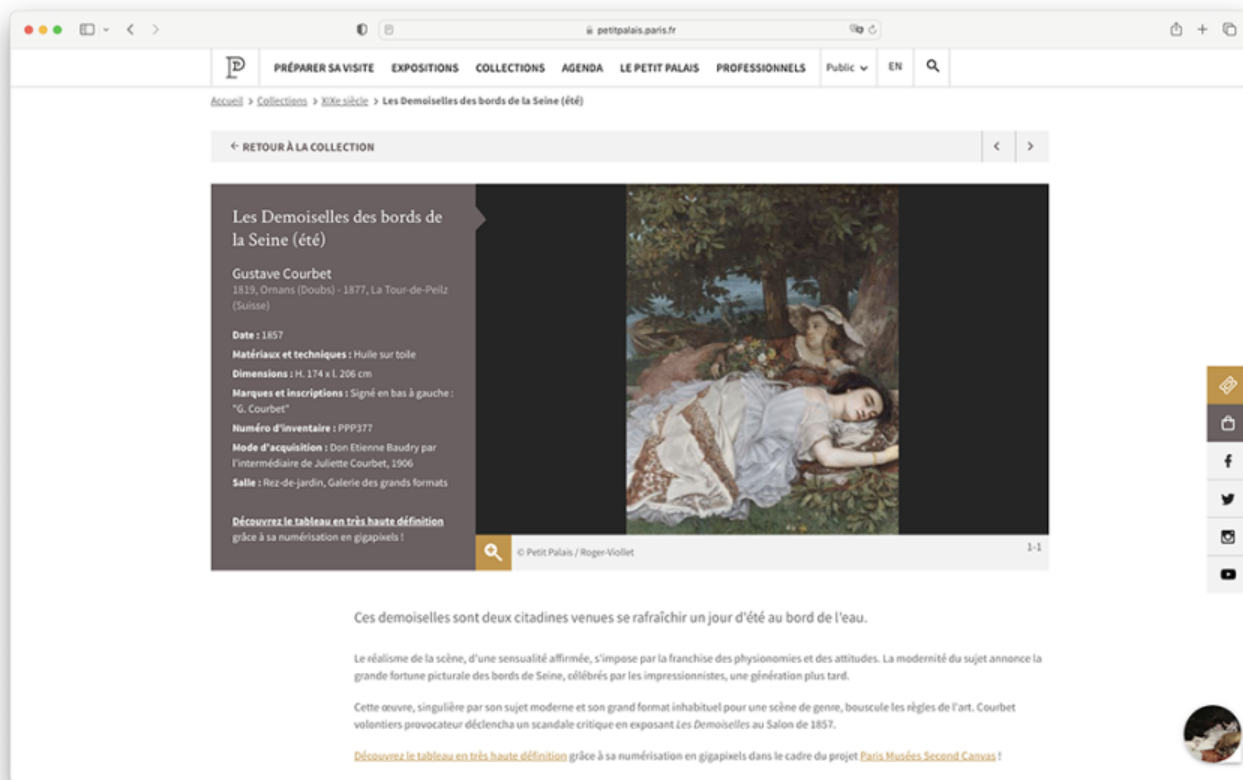 petitpalais.paris.fr
PRÉPARER SA VISITE EXPOSITIONS COLLECTIONS AGENDA LE PETIT PALAIS PROFESSIONNELS Public EN
Accueil > Collections > XIXe siècle > Les Demoiselles des bords de la Seine (été)
← RETOUR À LA COLLECTION
Les Demoiselles des bords de
la Seine (été)
Gustave Courbet
1819, Ornans (Doubs) - 1877, La Tour-de-Peilz
(Suisse)
Date : 1857
Matériaux et techniques : Huile sur toile
Dimensions : H. 174 x l. 206 cm
Marques et inscriptions : Signé en bas à gauche :
"G. Courbet"
Numéro d'inventaire : PPP377
Mode d'acquisition : Don Etienne Baudry par
l'intermédiaire de Juliette Courbet, 1906
Salle : Rez-de-jardin, Galerie des grands formats
Découvrez le tableau en très haute définition
grâce à sa numérisation en gigapixels !
© Petit Palais / Roger-Viollet
1-1
Ces demoiselles sont deux citadines venues se rafraîchir un jour d'été au bord de l'eau.
Le réalisme de la scène, d'une sensualité affirmée, s'impose par la franchise des physionomies et des attitudes. La modernité du sujet annonce la
grande fortune picturale des bords de Seine, célébrés par les impressionnistes, une génération plus tard.
Cette œuvre, singulière par son sujet moderne et son grand format inhabituel pour une scène de genre, bouscule les règles de l'art. Courbet
volontiers provocateur déclencha un scandale critique en exposant Les Demoiselles au Salon de 1857.
Découvrez le tableau en très haute définition grâce à sa numérisation en gigapixels dans le cadre du projet Paris Musées Second Canvas !